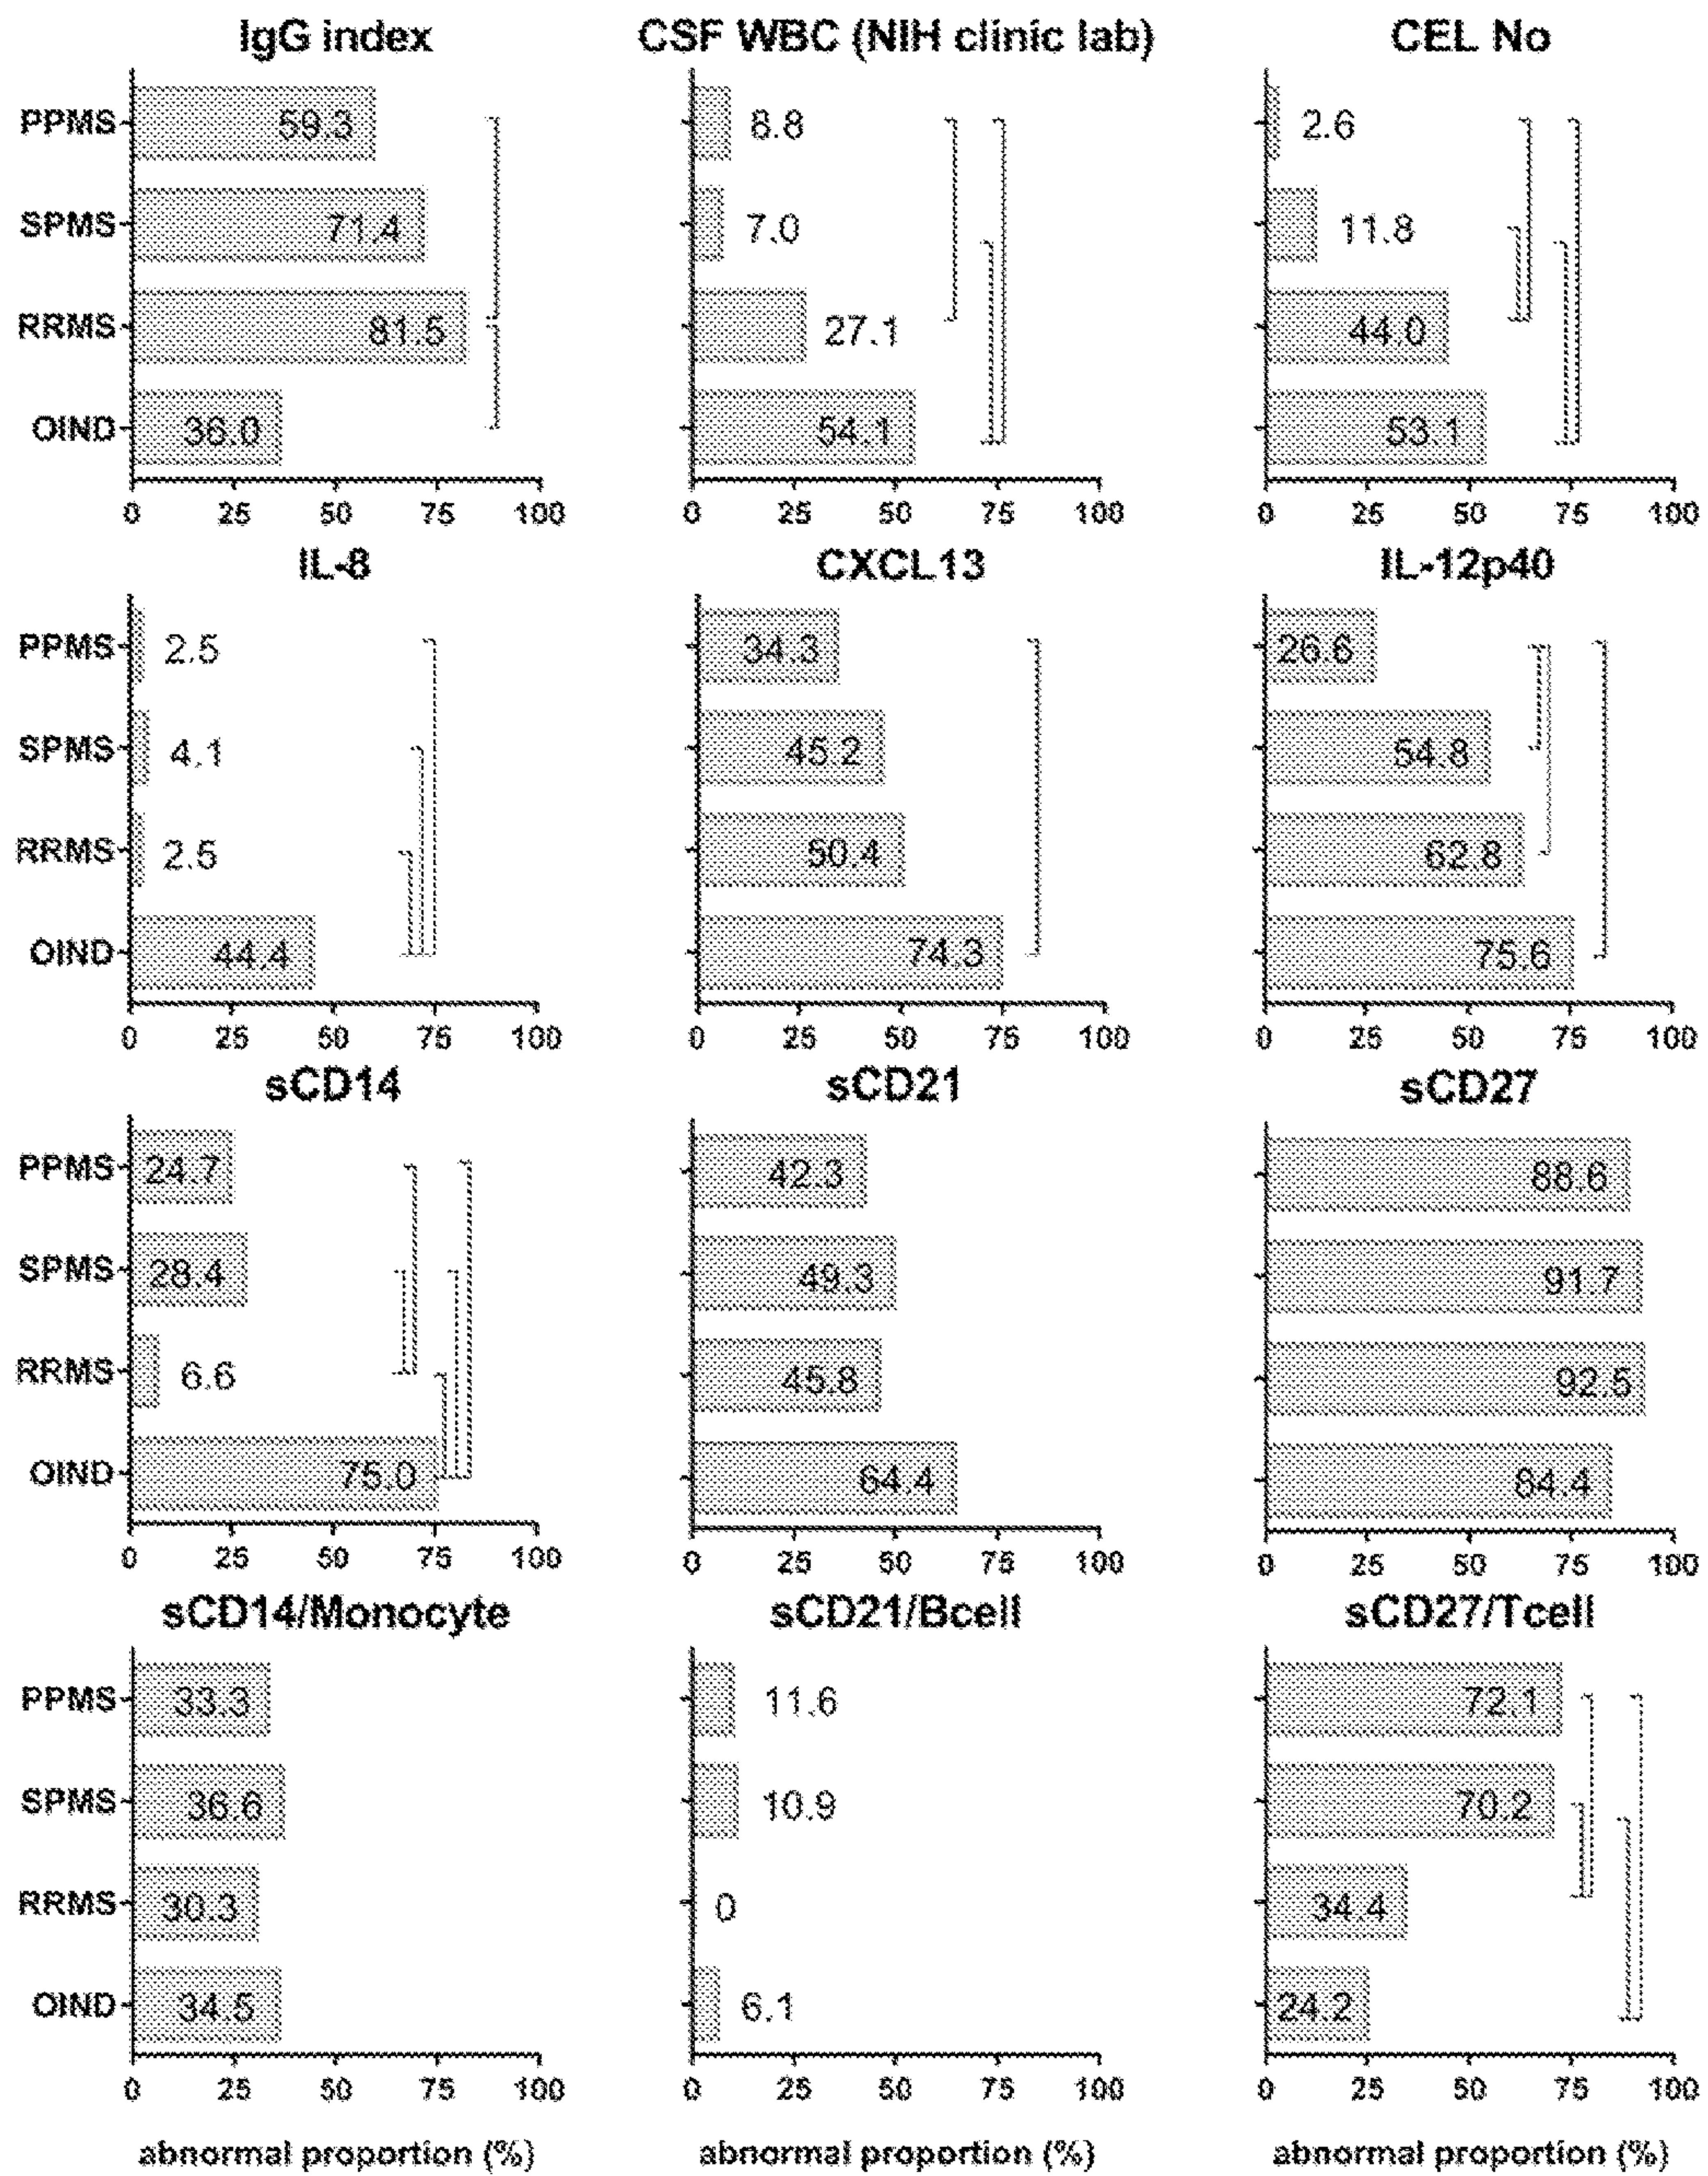 IgG index CSF WBC (NIH clinic lab) CEL No
PPMS 59.3 8.8 2.6
SPMS 71.4 7.0 11.8
RRMS 81.5 27.1 44.0
OIND 36.0 54.1 53.1
0 25 50 75 100 0 25 50 75 100 0 25 50 75 100
IL-8 CXCL13 IL-12p40
PPMS 2.5 34.3 26.6
SPMS 4.1 45.2 54.8
RRMS 2.5 50.4 62.8
OIND 44.4 74.3 75.6
0 25 50 75 100 0 25 50 75 100 0 25 50 75 100
sCD14 sCD21 sCD27
PPMS 24.7 42.3 88.6
SPMS 28.4 49.3 91.7
RRMS 6.6 45.8 92.5
OIND 75.0 64.4 84.4
0 25 50 75 100 0 25 50 75 100 0 25 50 75 100
sCD14/Monocyte sCD21/Bcell sCD27/Tcell
PPMS 33.3 11.6 72.1
SPMS 36.6 10.9 70.2
RRMS 30.3 0 34.4
OIND 34.5 6.1 24.2
0 25 50 75 100 0 25 50 75 100 0 25 50 75 100
abnormal proportion (%) abnormal proportion (%) abnormal proportion (%)